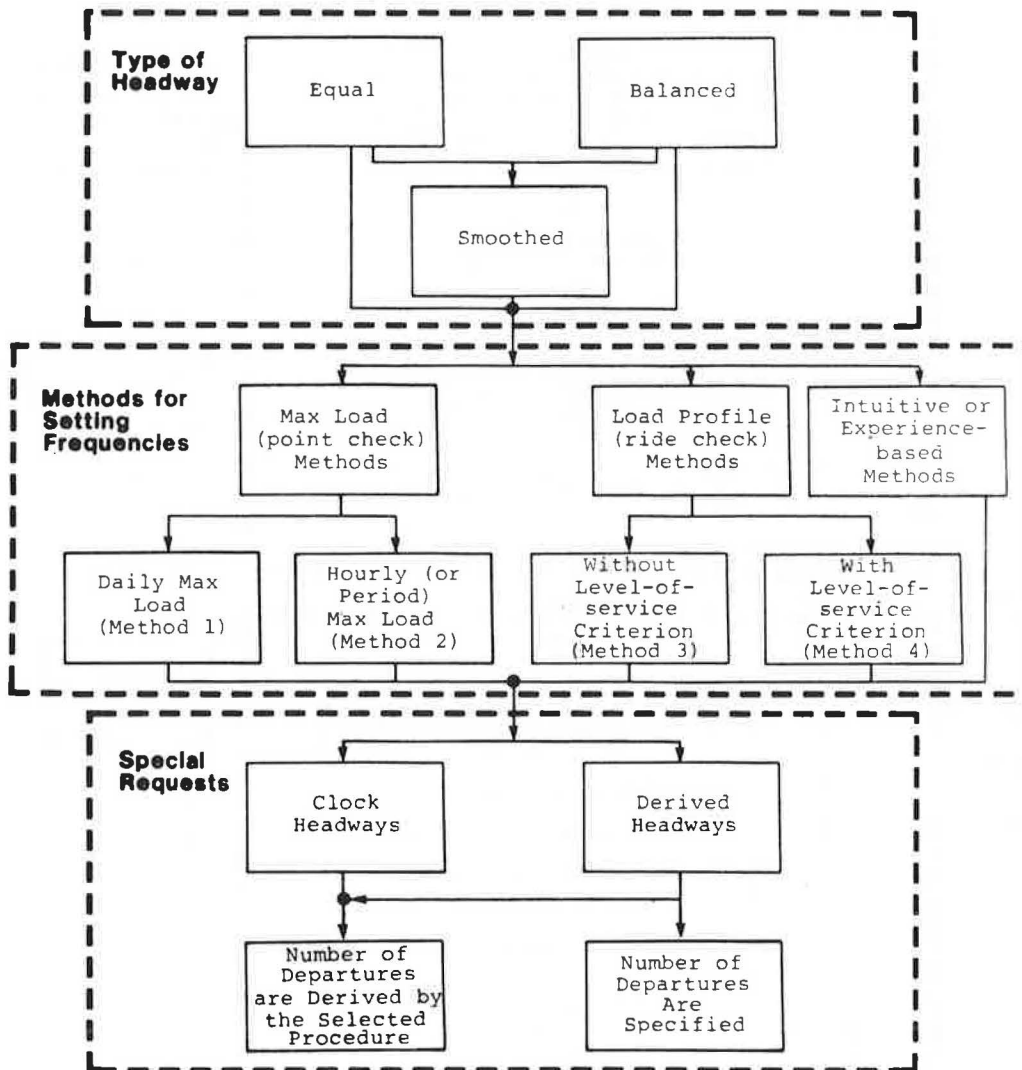 Type of
Headway
Equal
Balanced
Smoothed
Methods for
Setting
Frequencies
Max Load
(point check)
Methods
Load Profile
(ride check)
Methods
Intuitive or
Experience-
based
Methods
Daily Max
Load
(Method 1)
Hourly (or
Period)
Max Load
(Method 2)
Without
Level-of-
service
Criterion
(Method 3)
With
Level-of-
service
Criterion
(Method 4)
Special
Requests
Clock
Headways
Derived
Headways
Number of
Departures
are Derived by
the Selected
Procedure
Number of
Departures
Are
Specified